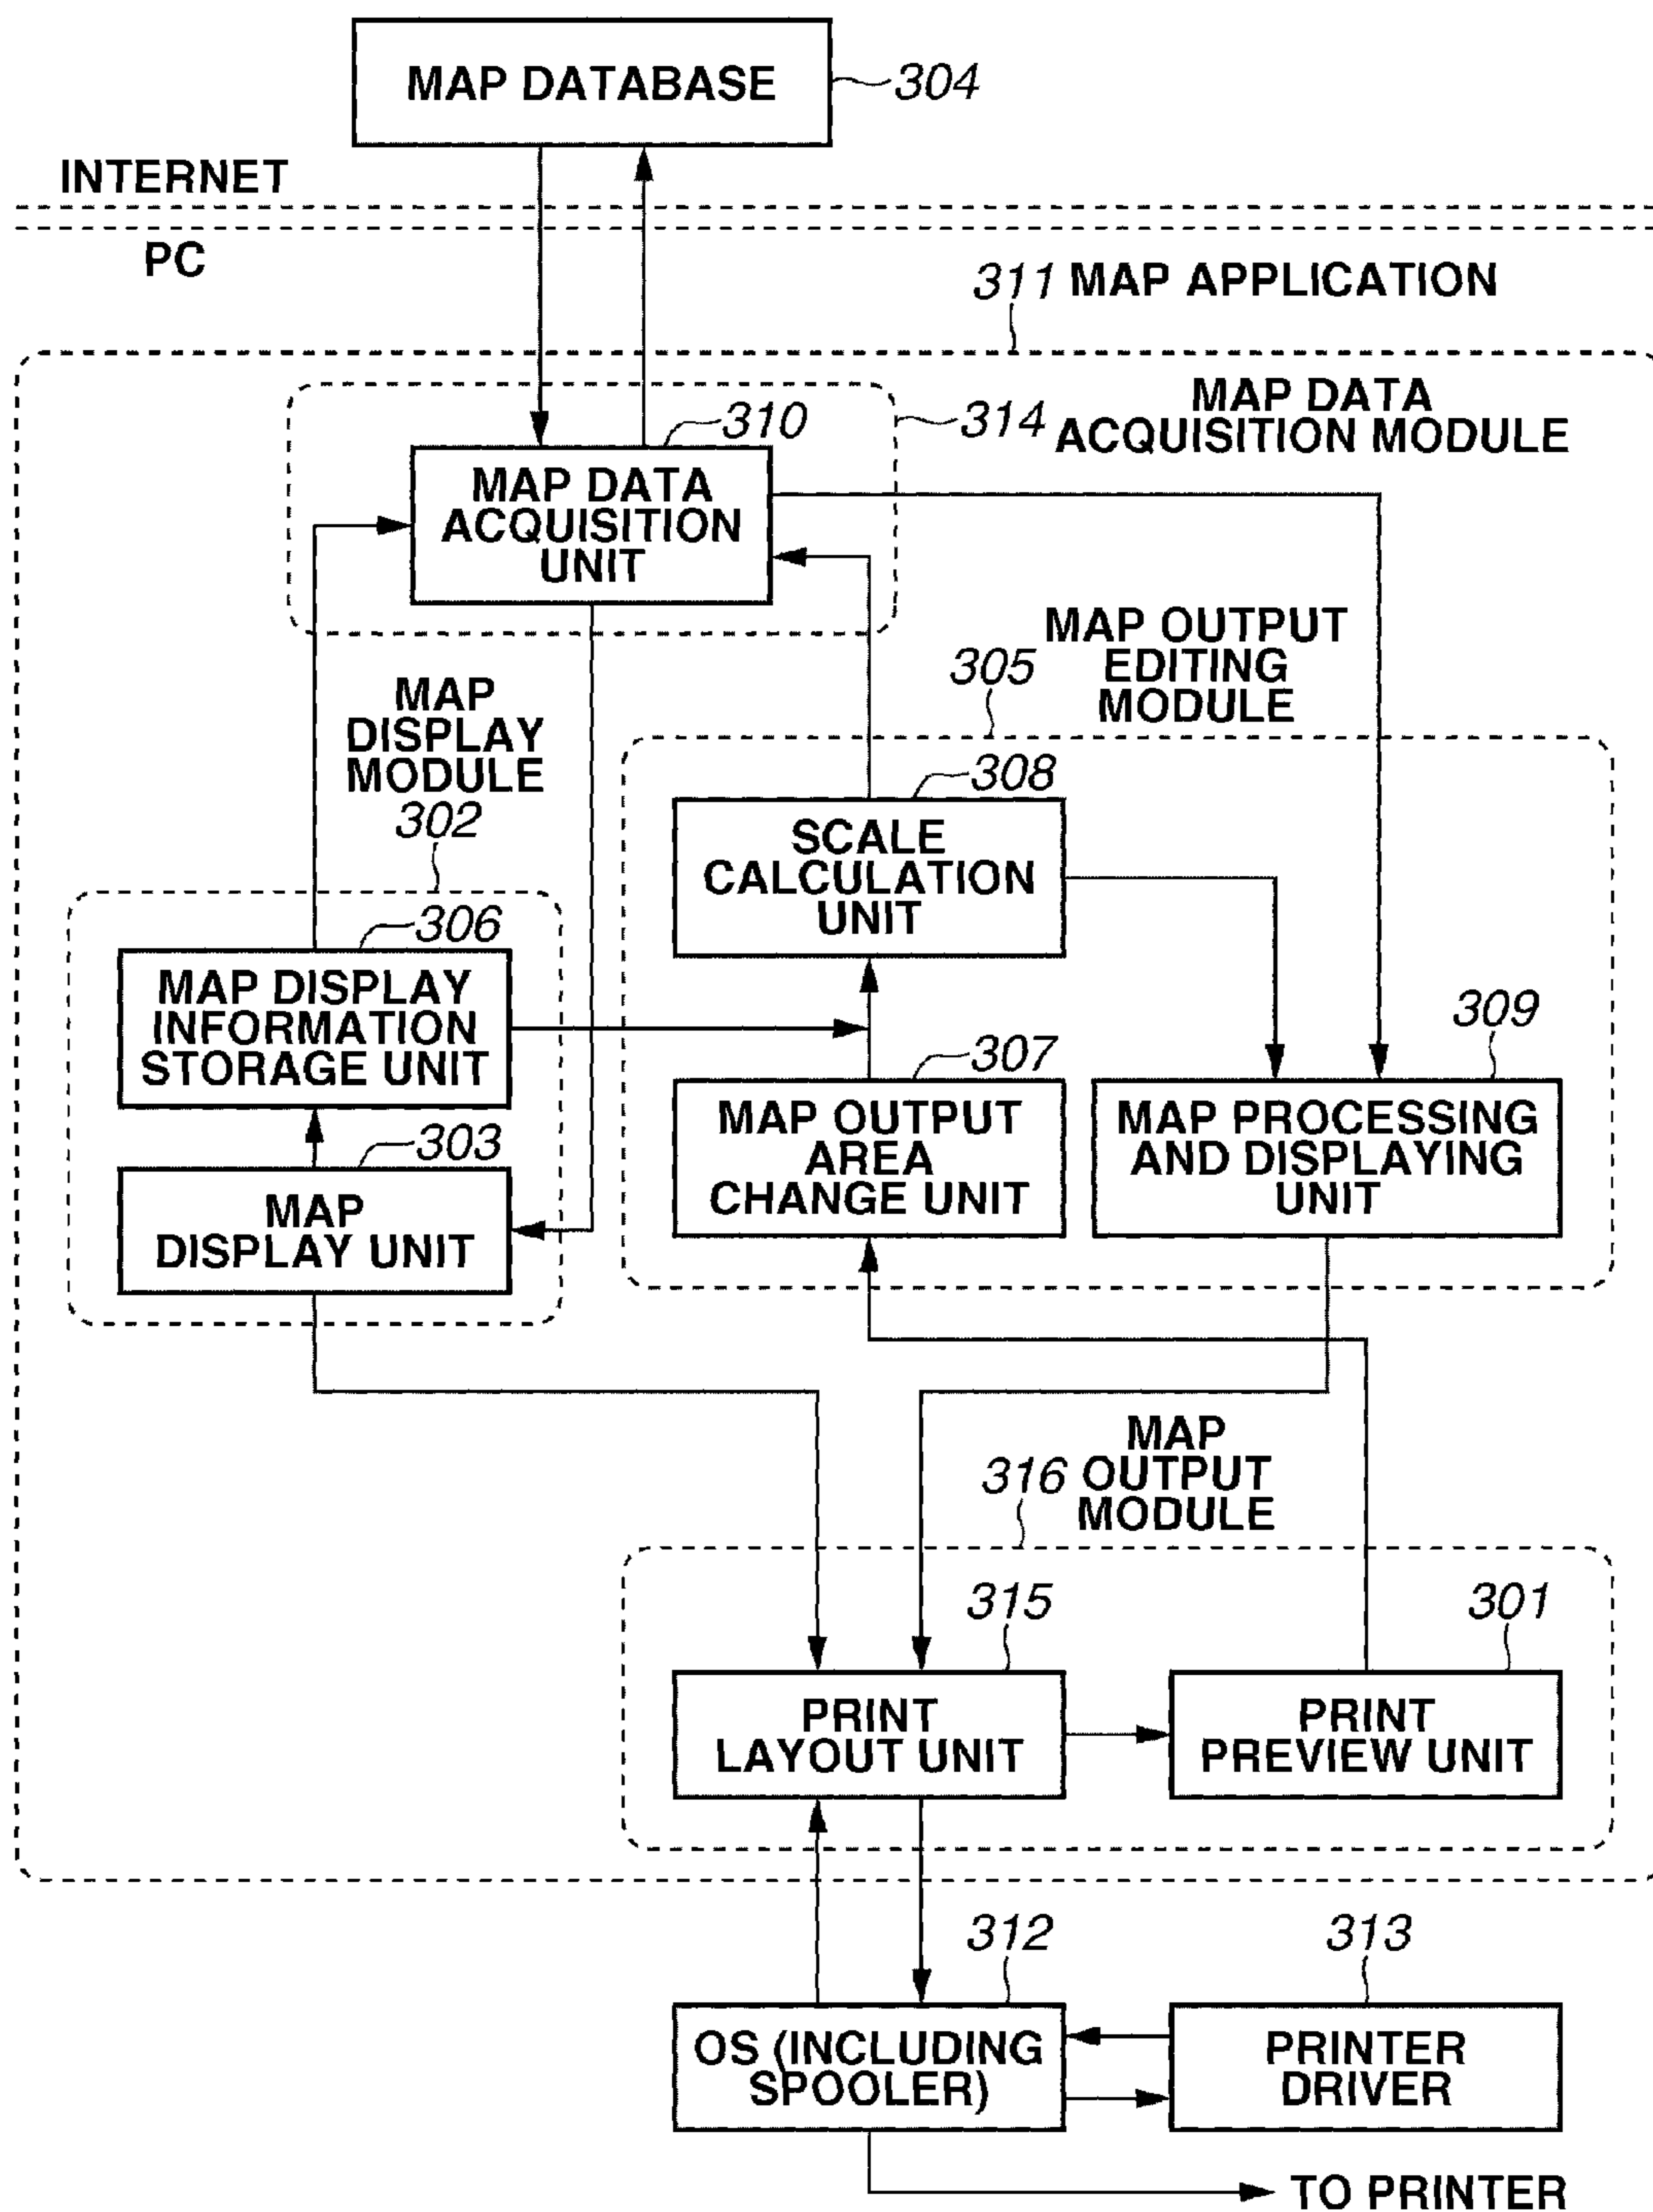 MAP DATABASE
304
INTERNET
PC
311 MAP APPLICATION
310
314
MAP DATA
ACQUISITION MODULE
MAP DATA
ACQUISITION
UNIT
305
MAP OUTPUT
EDITING
MODULE
MAP
DISPLAY
MODULE
302
308
SCALE
CALCULATION
UNIT
306
MAP DISPLAY
INFORMATION
STORAGE UNIT
309
307
MAP OUTPUT
AREA
CHANGE UNIT
MAP PROCESSING
AND DISPLAYING
UNIT
303
MAP
DISPLAY UNIT
316
MAP
OUTPUT
MODULE
315
301
PRINT
LAYOUT UNIT
PRINT
PREVIEW UNIT
312
313
OS (INCLUDING
SPOOLER)
PRINTER
DRIVER
TO PRINTER